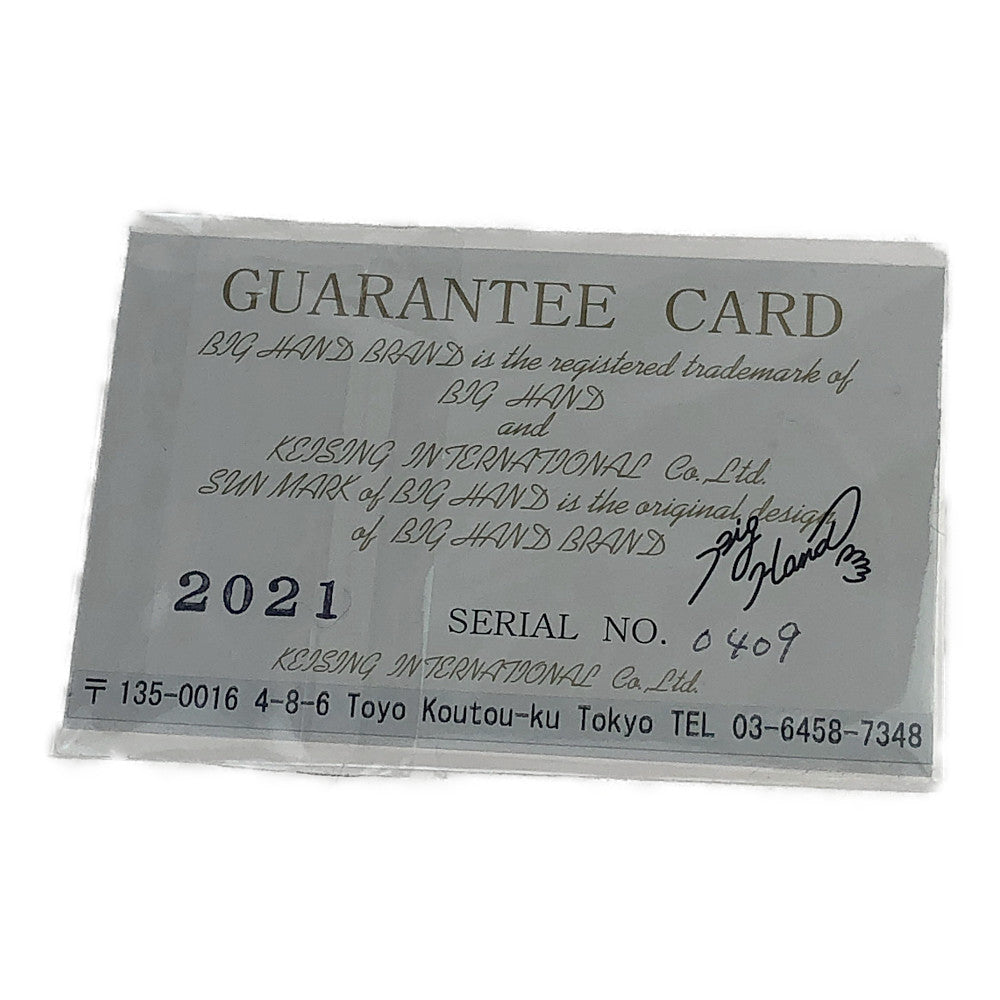 GUARANTEE CARD
BIG HAND BRAND is the registered trademark of
BIG HAND
and
KEISING INTERNATIONAL Co.,Ltd.
SUN MARK of BIG HAND is the original design
of BIG HAND BRAND
Big Hand
2021
SERIAL NO. 0409
KEISING INTERNATIONAL Co.,Ltd.
〒135-0016 4-8-6 Toyo Koutou-ku Tokyo TEL 03-6458-7348